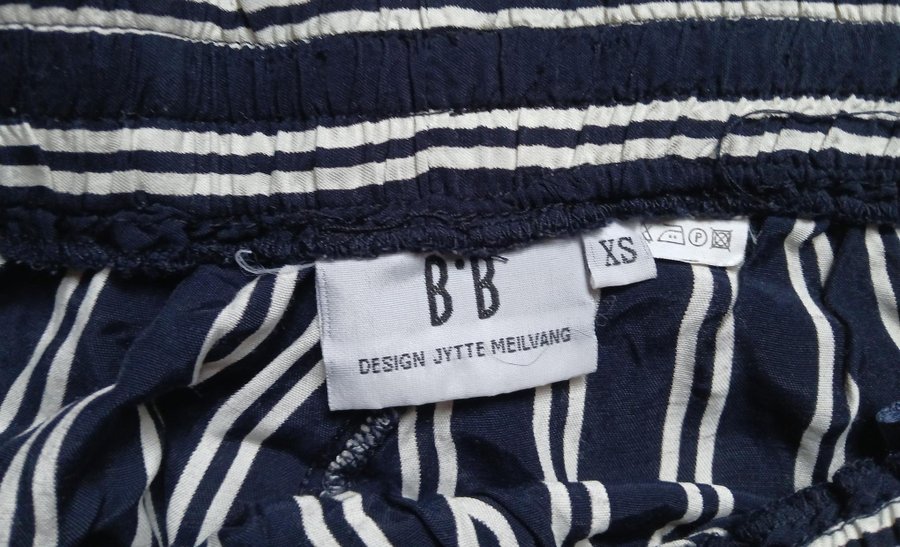 B·B
DESIGN JYTTE MEILVANG
XS
P